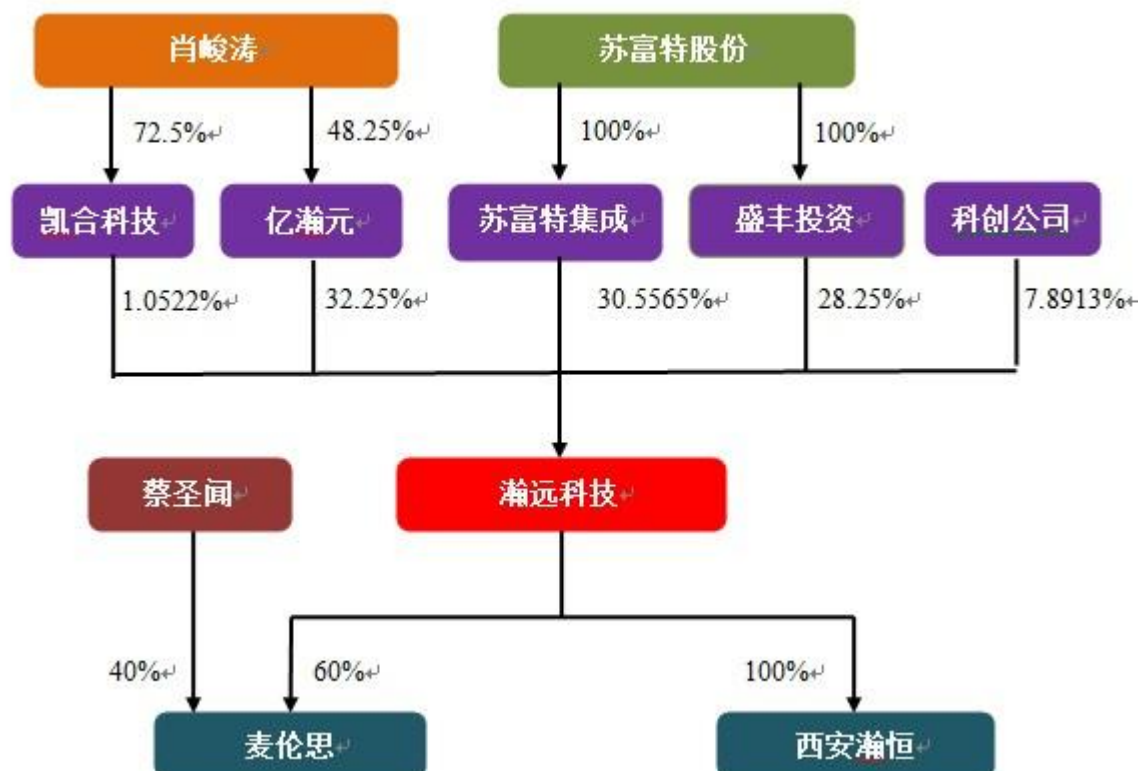 肖峻涛
苏富特股份
72.5%
48.25%
100%
100%
凯合科技
亿瀚元
苏富特集成
盛丰投资
科创公司
1.0522%
32.25%
30.5565%
28.25%
7.8913%
蔡圣闻
瀚远科技
40%
60%
100%
麦伦思
西安瀚恒